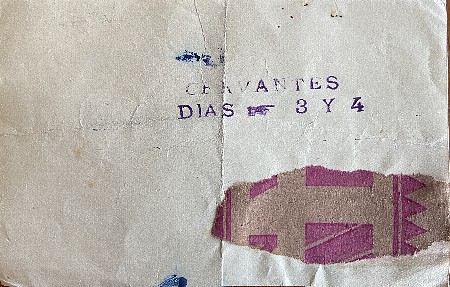 CERVANTES
DIAS ☛ 3 Y 4